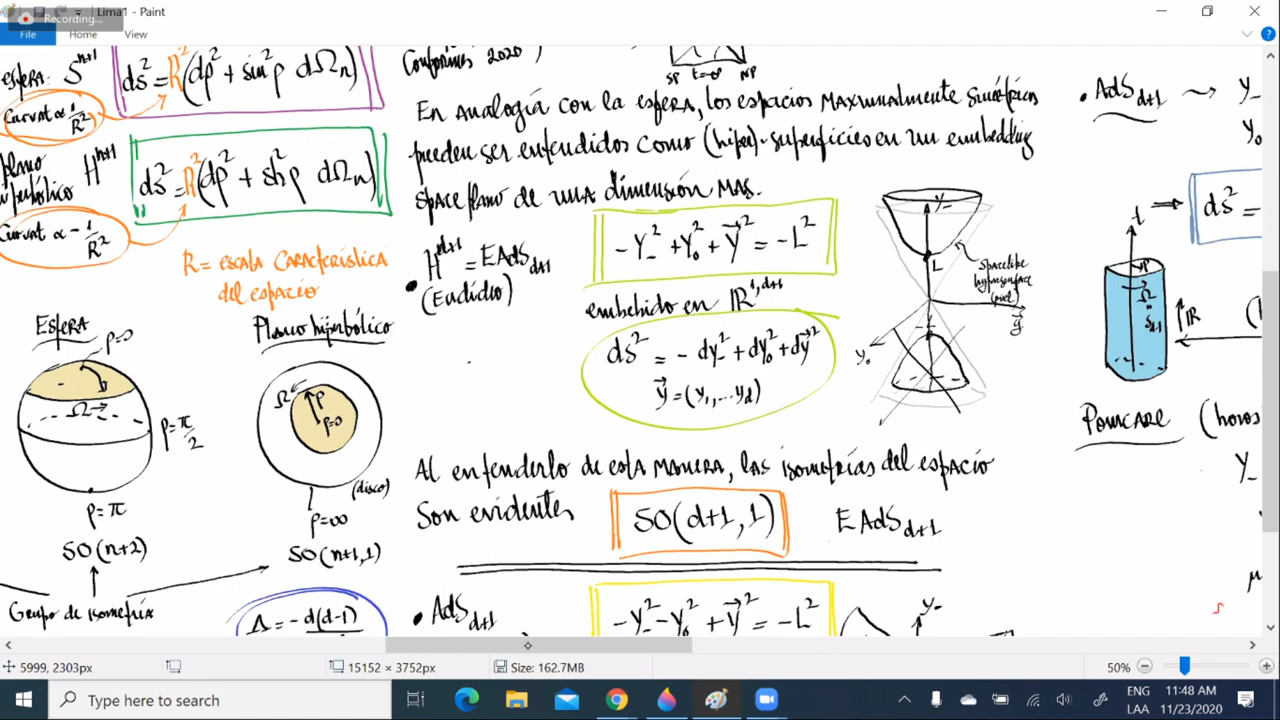 Recording...
Lima1 - Paint
File Home View
esfera: S^{n+1}
ds² = R²(dρ² + sin²ρ dΩ_n)
Curvat α 1/R²
plano
hiperbólico H^{n+1}
ds² = R²(dρ² + sh²ρ dΩ_n)
Curvat α - 1/R²
R = escala característica
del espacio
Esfera
ρ=0
Ω→
ρ=π/2
ρ=π
SO(n+2)
Plano hiperbólico
Ω
ρ
ρ=0
(disco)
ρ=∞
SO(n+1,1)
Grupo de isometría
Λ = -d(d-1)
2020)
SP t=-∞ NP
En analogía con la esfera, los espacios maximalmente simétricos
pueden ser entendidos como (hiper)-superficies en un embedding
space plano de una dimensión mas.
H^{d+1} = EAdS_{d+1}
(Euclídeo)
-Y_-² + Y_0² + Y⃗² = -L²
embebido en ℝ^{1,d+1}
ds² = -dy_-² + dy_0² + dy⃗²
y⃗ = (y_1,...y_d)
Y_-
L
Spacelike
hypersurface
y_0
y⃗
Al entenderlo de esta manera, las isometrías del espacio
son evidentes
SO(d+1,1)
EAdS_{d+1}
• AdS_{d+1}
-Y_-² - Y_0² + Y⃗² = -L²
Y_-
• AdS_{d+1} ⇝ Y_-
Y_0
ds² =
t
Ω
S_{d-1}
ℝ
Poincare (horos
Y_-
5999, 2303px
15152 × 3752px
Size: 162.7MB
50%
Type here to search
ENG
LAA
11:48 AM
11/23/2020